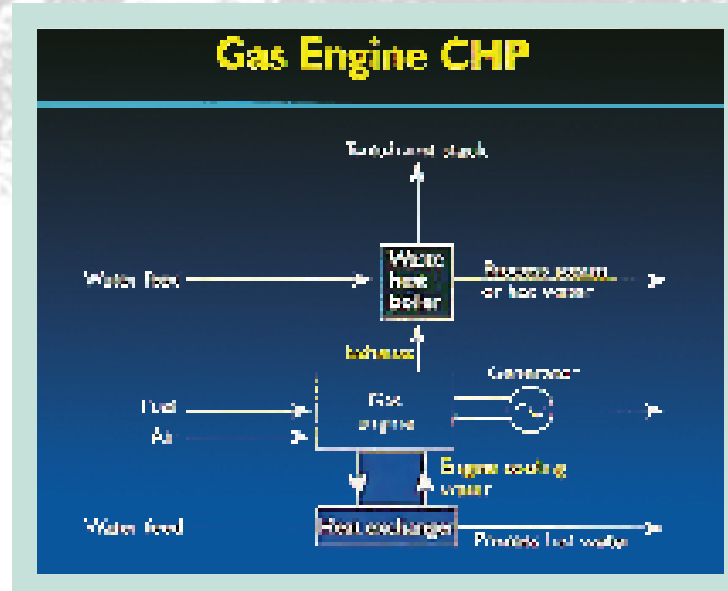 Gas Engine CHP
To exhaust stack
Water feed
Waste
heat
boiler
Process steam
or hot water
Exhaust
Generator
Fuel
Air
Gas
engine
Engine cooling
water
Water feed
Heat exchanger
Process hot water